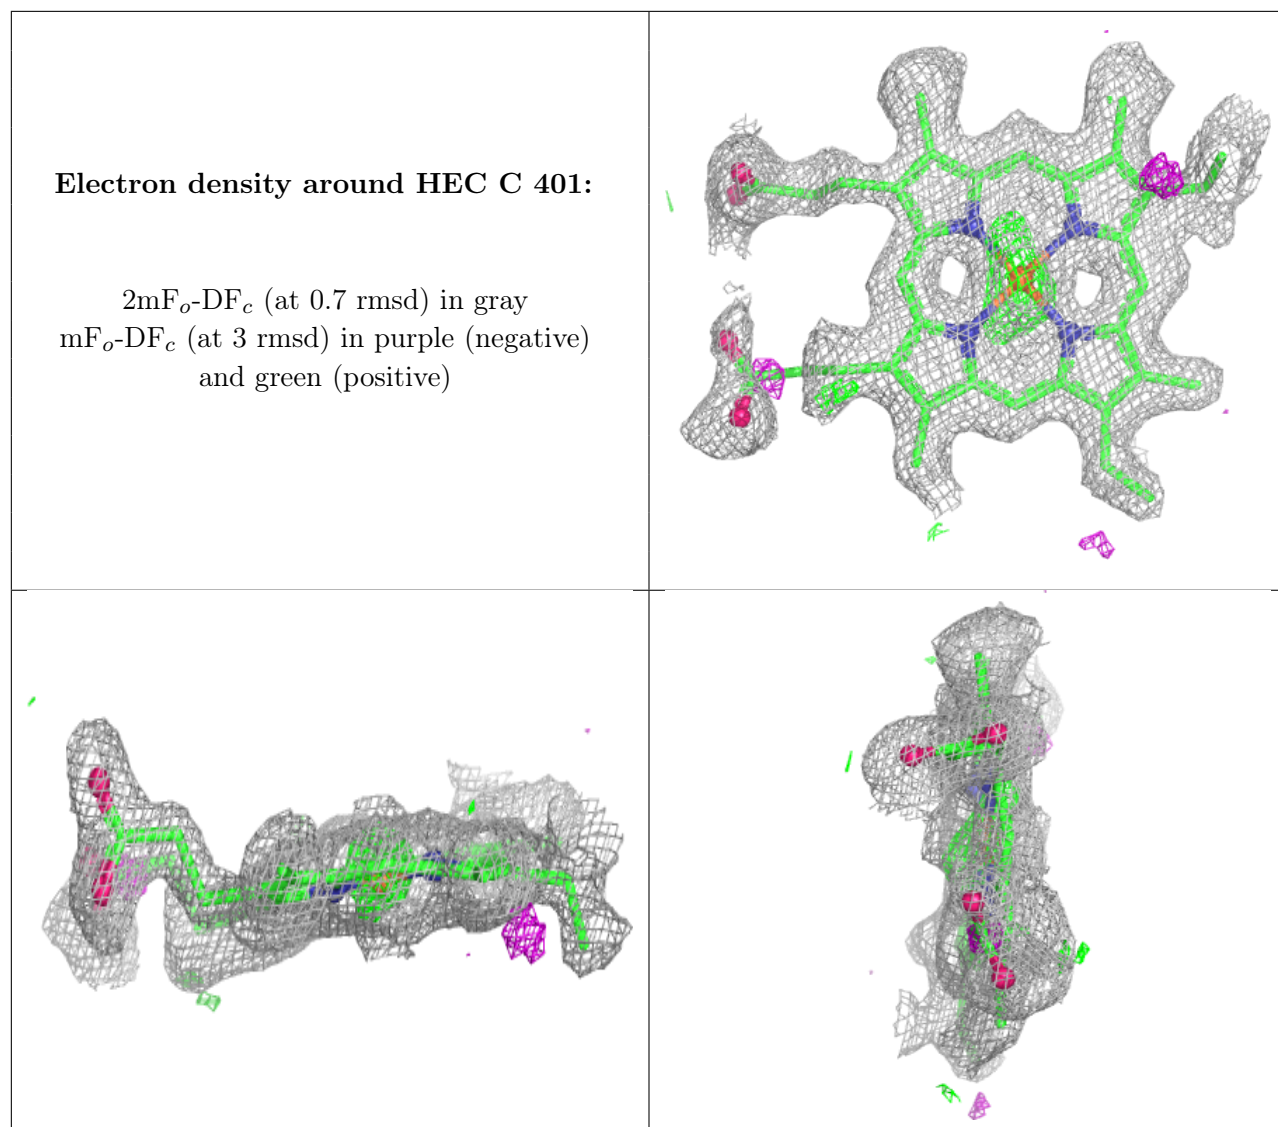 Electron density around HEC C 401:
2mFₒ-DF𝒸 (at 0.7 rmsd) in gray
mFₒ-DF𝒸 (at 3 rmsd) in purple (negative)
and green (positive)